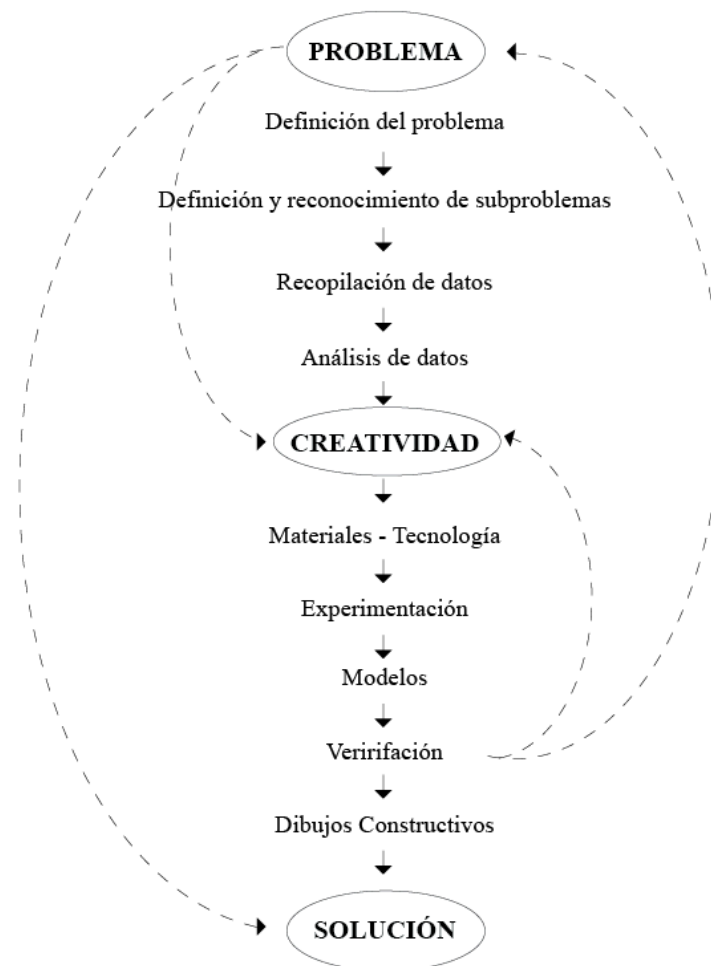 PROBLEMA
Definición del problema
Definición y reconocimiento de subproblemas
Recopilación de datos
Análisis de datos
CREATIVIDAD
Materiales - Tecnología
Experimentación
Modelos
Veririfación
Dibujos Constructivos
SOLUCIÓN